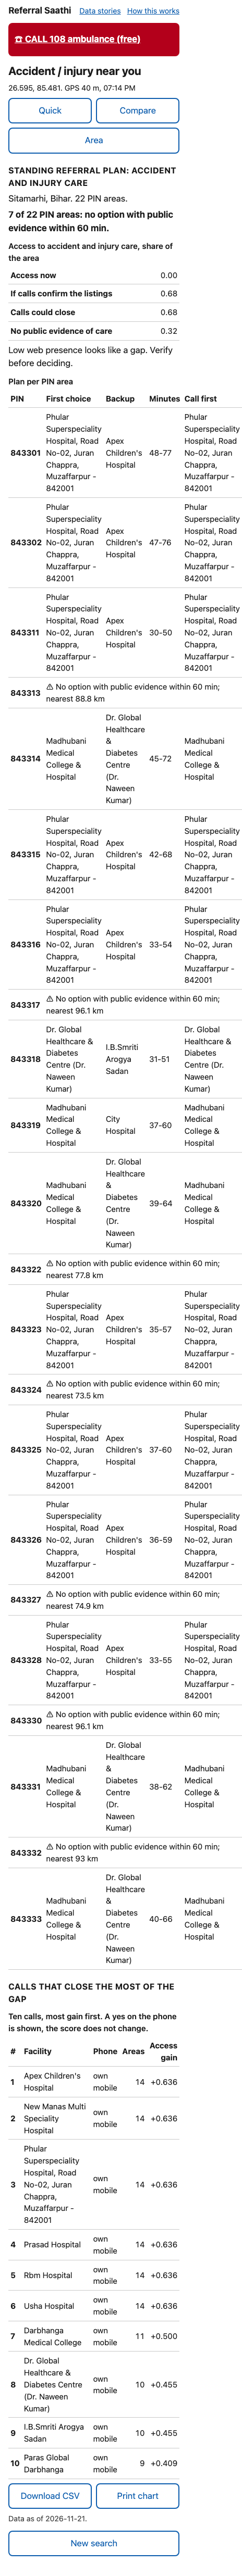 Referral Saathi Data stories How this works
☎ CALL 108 ambulance (free)
Accident / injury near you
26.595, 85.481. GPS 40 m, 07:14 PM
Quick Compare
Area
STANDING REFERRAL PLAN: ACCIDENT
AND INJURY CARE
Sitamarhi, Bihar. 22 PIN areas.
7 of 22 PIN areas: no option with public
evidence within 60 min.
Access to accident and injury care, share of
the area
Access now 0.00
If calls confirm the listings 0.68
Calls could close 0.68
No public evidence of care 0.32
Low web presence looks like a gap. Verify
before deciding.
Plan per PIN area
PIN First choice Backup Minutes Call first
843301 Phular Superspeciality Hospital, Road No-02, Juran Chappra, Muzaffarpur - 842001 Apex Children's Hospital 48-77 Phular Superspeciality Hospital, Road No-02, Juran Chappra, Muzaffarpur - 842001
843302 Phular Superspeciality Hospital, Road No-02, Juran Chappra, Muzaffarpur - 842001 Apex Children's Hospital 47-76 Phular Superspeciality Hospital, Road No-02, Juran Chappra, Muzaffarpur - 842001
843311 Phular Superspeciality Hospital, Road No-02, Juran Chappra, Muzaffarpur - 842001 Apex Children's Hospital 30-50 Phular Superspeciality Hospital, Road No-02, Juran Chappra, Muzaffarpur - 842001
843313 ⚠ No option with public evidence within 60 min; nearest 88.8 km
843314 Madhubani Medical College & Hospital Dr. Global Healthcare & Diabetes Centre (Dr. Naween Kumar) 45-72 Madhubani Medical College & Hospital
843315 Phular Superspeciality Hospital, Road No-02, Juran Chappra, Muzaffarpur - 842001 Apex Children's Hospital 42-68 Phular Superspeciality Hospital, Road No-02, Juran Chappra, Muzaffarpur - 842001
843316 Phular Superspeciality Hospital, Road No-02, Juran Chappra, Muzaffarpur - 842001 Apex Children's Hospital 33-54 Phular Superspeciality Hospital, Road No-02, Juran Chappra, Muzaffarpur - 842001
843317 ⚠ No option with public evidence within 60 min; nearest 96.1 km
843318 Dr. Global Healthcare & Diabetes Centre (Dr. Naween Kumar) I.B.Smriti Arogya Sadan 31-51 Dr. Global Healthcare & Diabetes Centre (Dr. Naween Kumar)
843319 Madhubani Medical College & Hospital City Hospital 37-60 Madhubani Medical College & Hospital
843320 Madhubani Medical College & Hospital Dr. Global Healthcare & Diabetes Centre (Dr. Naween Kumar) 39-64 Madhubani Medical College & Hospital
843322 ⚠ No option with public evidence within 60 min; nearest 77.8 km
843323 Phular Superspeciality Hospital, Road No-02, Juran Chappra, Muzaffarpur - 842001 Apex Children's Hospital 35-57 Phular Superspeciality Hospital, Road No-02, Juran Chappra, Muzaffarpur - 842001
843324 ⚠ No option with public evidence within 60 min; nearest 73.5 km
843325 Phular Superspeciality Hospital, Road No-02, Juran Chappra, Muzaffarpur - 842001 Apex Children's Hospital 37-60 Phular Superspeciality Hospital, Road No-02, Juran Chappra, Muzaffarpur - 842001
843326 Phular Superspeciality Hospital, Road No-02, Juran Chappra, Muzaffarpur - 842001 Apex Children's Hospital 36-59 Phular Superspeciality Hospital, Road No-02, Juran Chappra, Muzaffarpur - 842001
843327 ⚠ No option with public evidence within 60 min; nearest 74.9 km
843328 Phular Superspeciality Hospital, Road No-02, Juran Chappra, Muzaffarpur - 842001 Apex Children's Hospital 33-55 Phular Superspeciality Hospital, Road No-02, Juran Chappra, Muzaffarpur - 842001
843330 ⚠ No option with public evidence within 60 min; nearest 96.1 km
843331 Madhubani Medical College & Hospital Dr. Global Healthcare & Diabetes Centre (Dr. Naween Kumar) 38-62 Madhubani Medical College & Hospital
843332 ⚠ No option with public evidence within 60 min; nearest 93 km
843333 Madhubani Medical College & Hospital Dr. Global Healthcare & Diabetes Centre (Dr. Naween Kumar) 40-66 Madhubani Medical College & Hospital
CALLS THAT CLOSE THE MOST OF THE
GAP
Ten calls, most gain first. A yes on the phone
is shown, the score does not change.
# Facility Phone Areas Access gain
1 Apex Children's Hospital own mobile 14 +0.636
2 New Manas Multi Speciality Hospital own mobile 14 +0.636
3 Phular Superspeciality Hospital, Road No-02, Juran Chappra, Muzaffarpur - 842001 own mobile 14 +0.636
4 Prasad Hospital own mobile 14 +0.636
5 Rbm Hospital own mobile 14 +0.636
6 Usha Hospital own mobile 14 +0.636
7 Darbhanga Medical College own mobile 11 +0.500
8 Dr. Global Healthcare & Diabetes Centre (Dr. Naween Kumar) own mobile 10 +0.455
9 I.B.Smriti Arogya Sadan own mobile 10 +0.455
10 Paras Global Darbhanga own mobile 9 +0.409
Download CSV Print chart
Data as of 2026-11-21.
New search